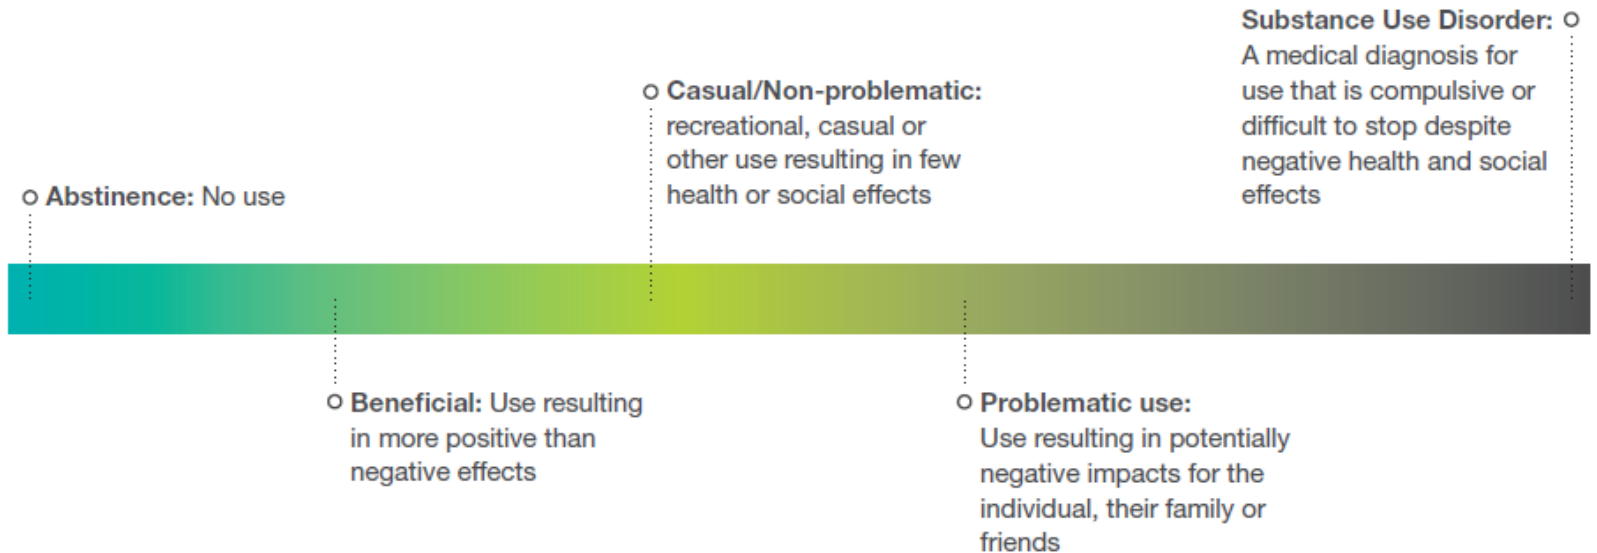 Abstinence: No use
Beneficial: Use resulting
in more positive than
negative effects
Casual/Non-problematic:
recreational, casual or
other use resulting in few
health or social effects
Problematic use:
Use resulting in potentially
negative impacts for the
individual, their family or
friends
Substance Use Disorder:
A medical diagnosis for
use that is compulsive or
difficult to stop despite
negative health and social
effects